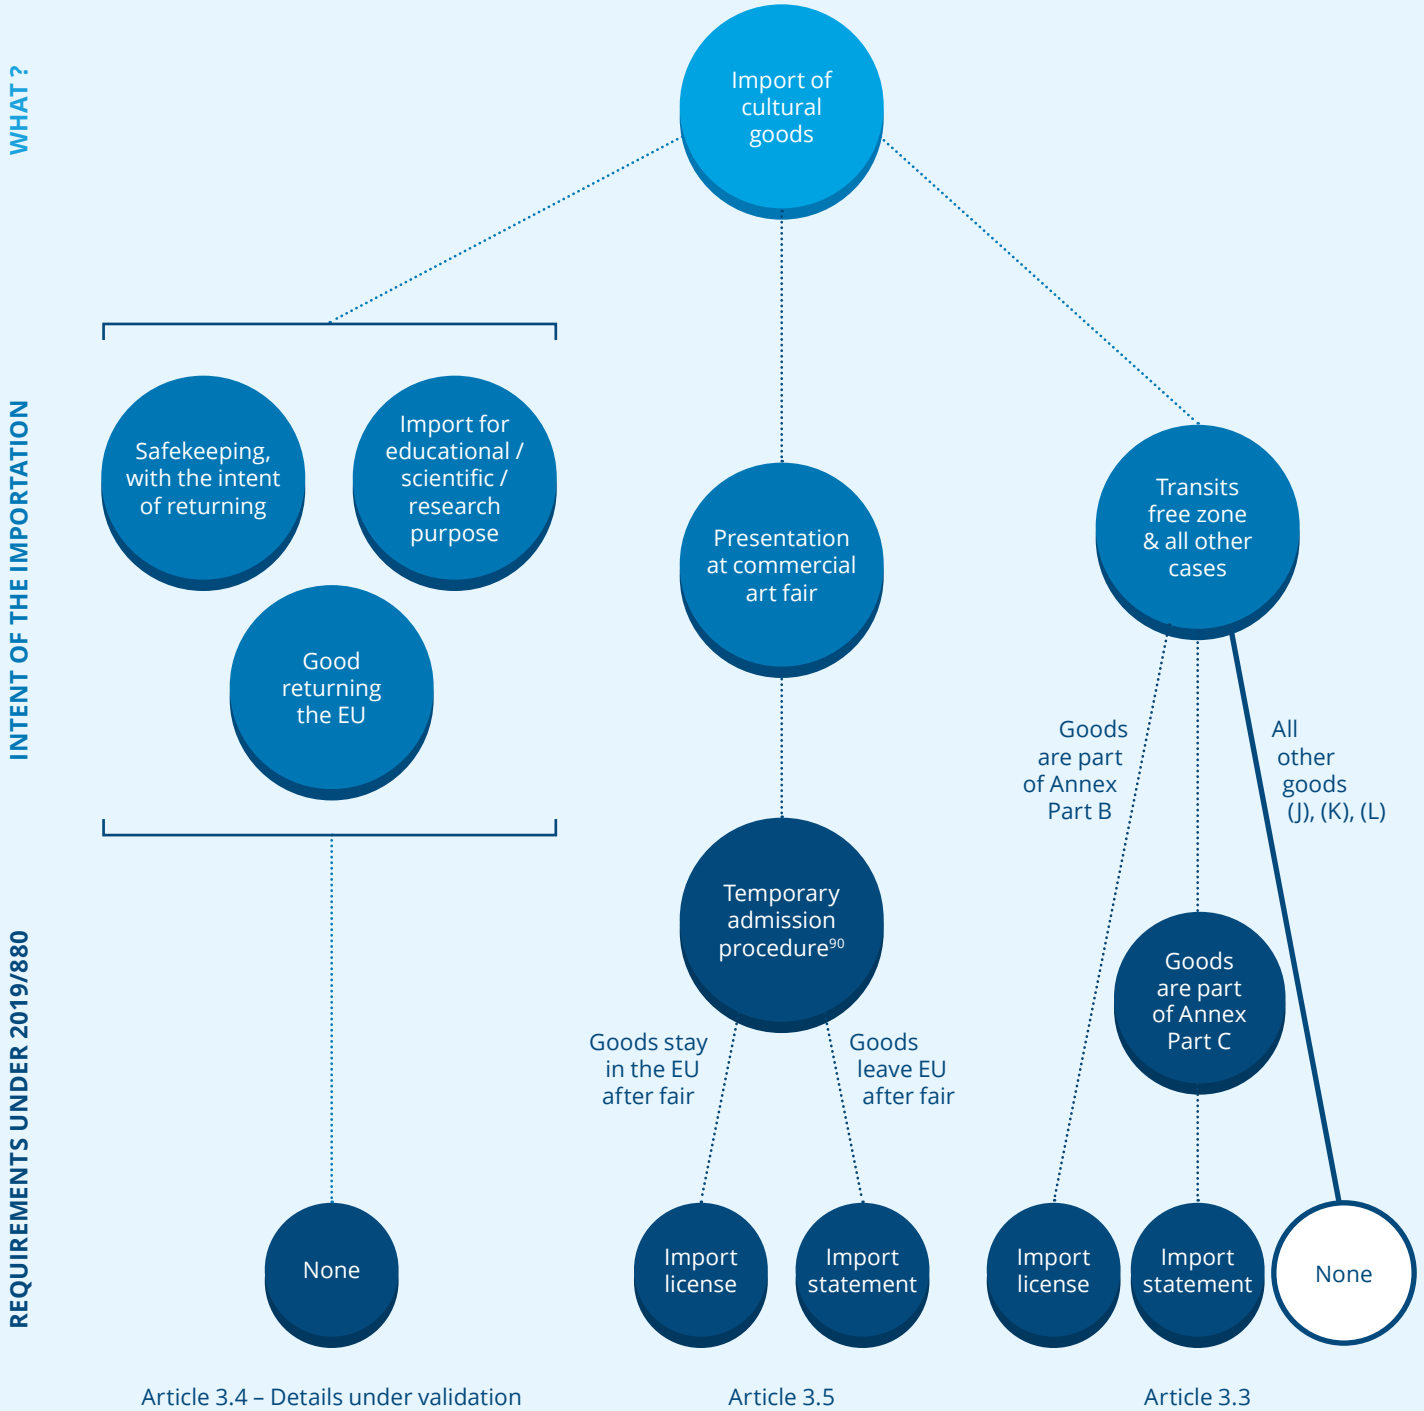 WHAT ?
Import of
cultural
goods
INTENT OF THE IMPORTATION
Safekeeping,
with the intent
of returning
Import for
educational /
scientific /
research
purpose
Good
returning
the EU
Presentation
at commercial
art fair
Transits
free zone
& all other
cases
Goods
are part
of Annex
Part B
All
other
goods
(J), (K), (L)
REQUIREMENTS UNDER 2019/880
Temporary
admission
procedure90
Goods
are part
of Annex
Part C
Goods stay
in the EU
after fair
Goods
leave EU
after fair
None
Import
license
Import
statement
Import
license
Import
statement
None
Article 3.4 – Details under validation
Article 3.5
Article 3.3